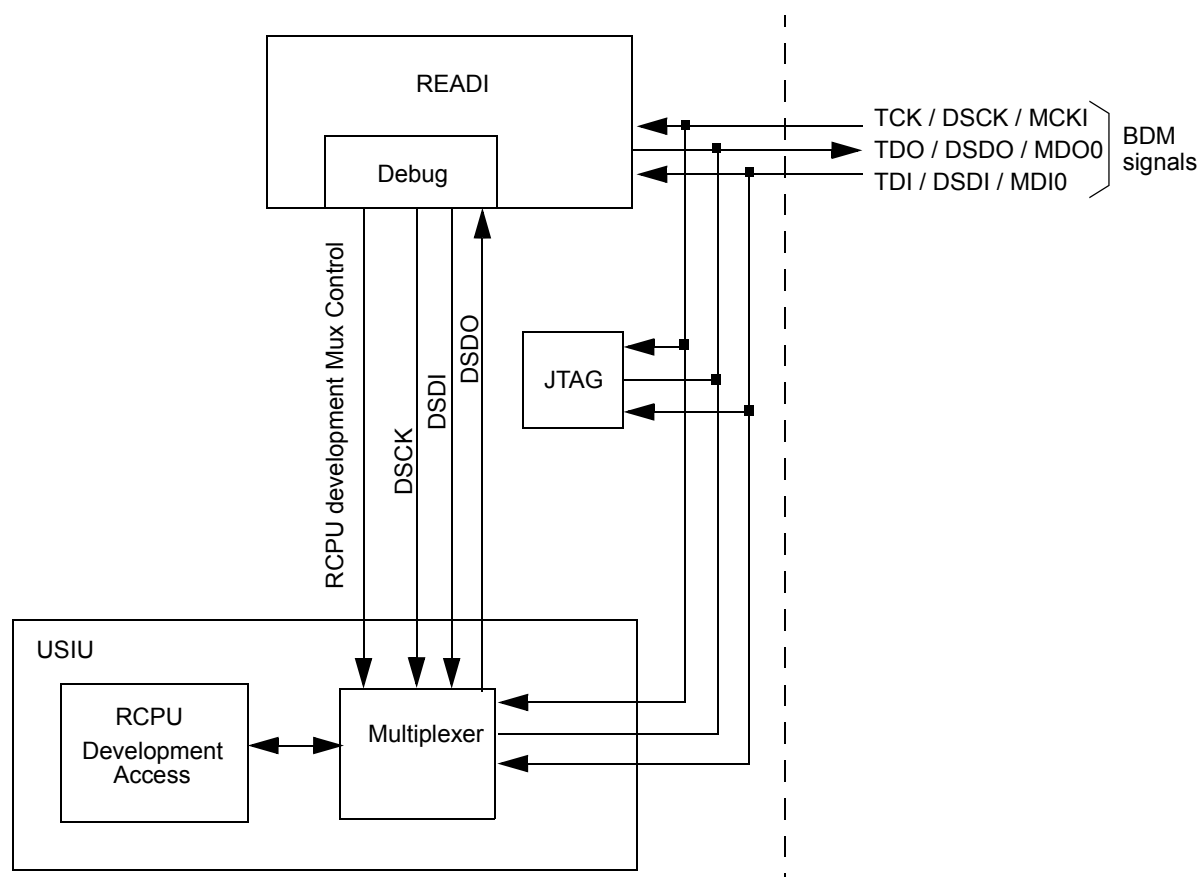 READI
TCK / DSCK / MCKI
TDO / DSDO / MDO0
TDI / DSDI / MDI0
BDM
signals
Debug
RCPU development Mux Control
DSCK
DSDI
DSDO
JTAG
USIU
RCPU
Development
Access
Multiplexer